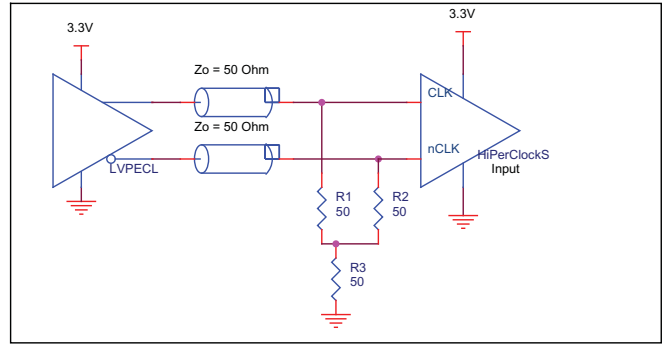 3.3V
3.3V
Zo = 50 Ohm
CLK
Zo = 50 Ohm
nCLK
LVPECL
HiPerClockS
Input
R1
50
R2
50
R3
50